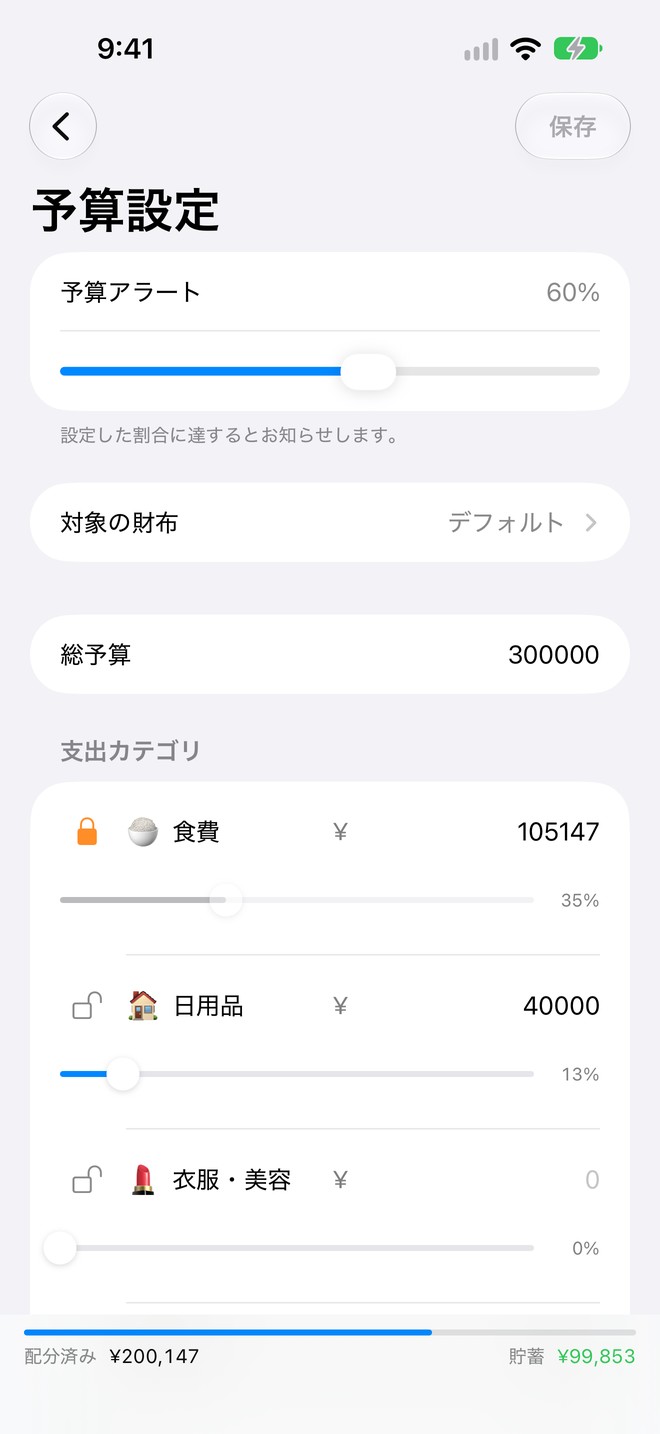 9:41
保存
予算設定
予算アラート 60%
設定した割合に達するとお知らせします。
対象の財布 デフォルト
総予算 300000
支出カテゴリ
食費 ¥ 105147
35%
日用品 ¥ 40000
13%
衣服・美容 ¥ 0
0%
配分済み ¥200,147 貯蓄 ¥99,853